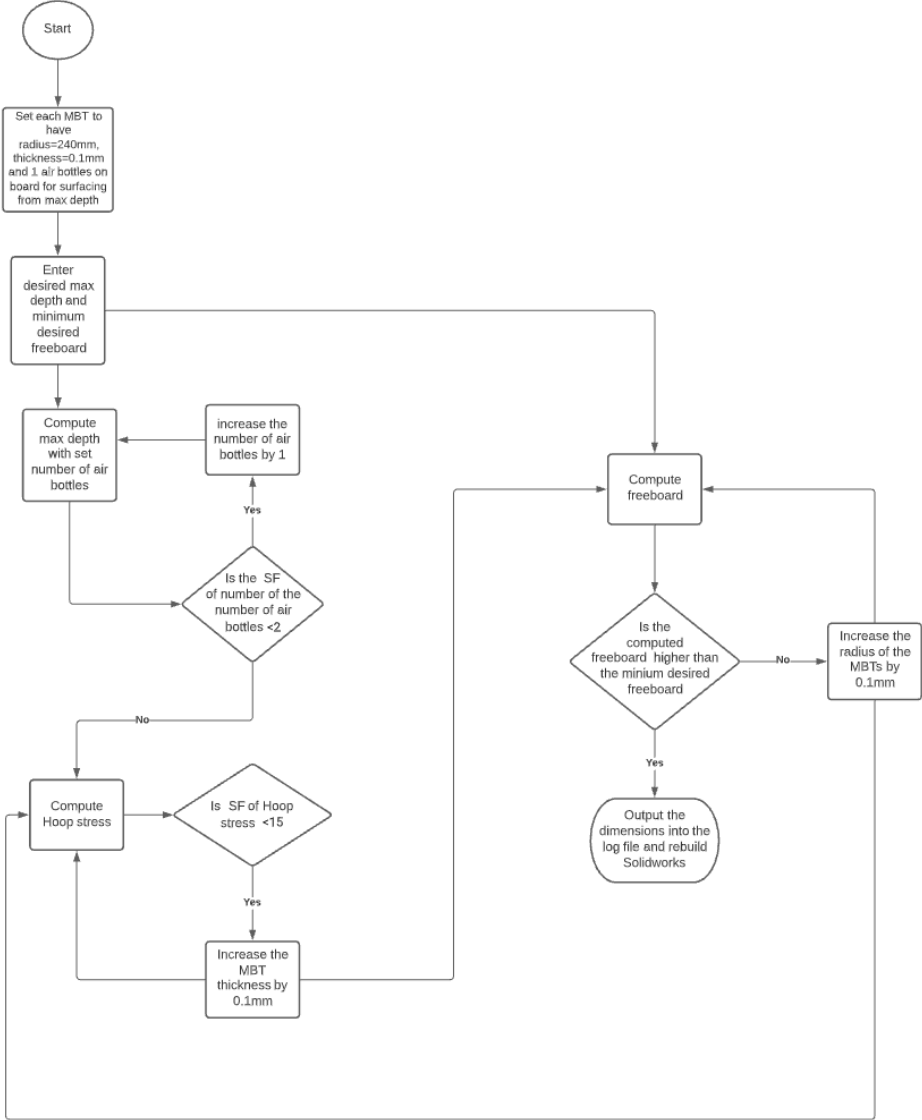 Start
Set each MBT to
have
radius=240mm,
thickness=0.1mm
and 1 air bottles on
board for surfacing
from max depth
Enter
desired max
depth and
minimum
desired
freeboard
Compute
max depth
with set
number of air
bottles
increase the
number of air
bottles by 1
Yes
Is the SF
of number of the
number of air
bottles <2
No
Compute
Hoop stress
Is SF of Hoop
stress <15
Yes
Increase the
MBT
thickness by
0.1mm
Compute
freeboard
Is the
computed
freeboard higher than
the minium desired
freeboard
No
Increase the
radius of the
MBTs by
0.1mm
Yes
Output the
dimensions into the
log file and rebuild
Solidworks